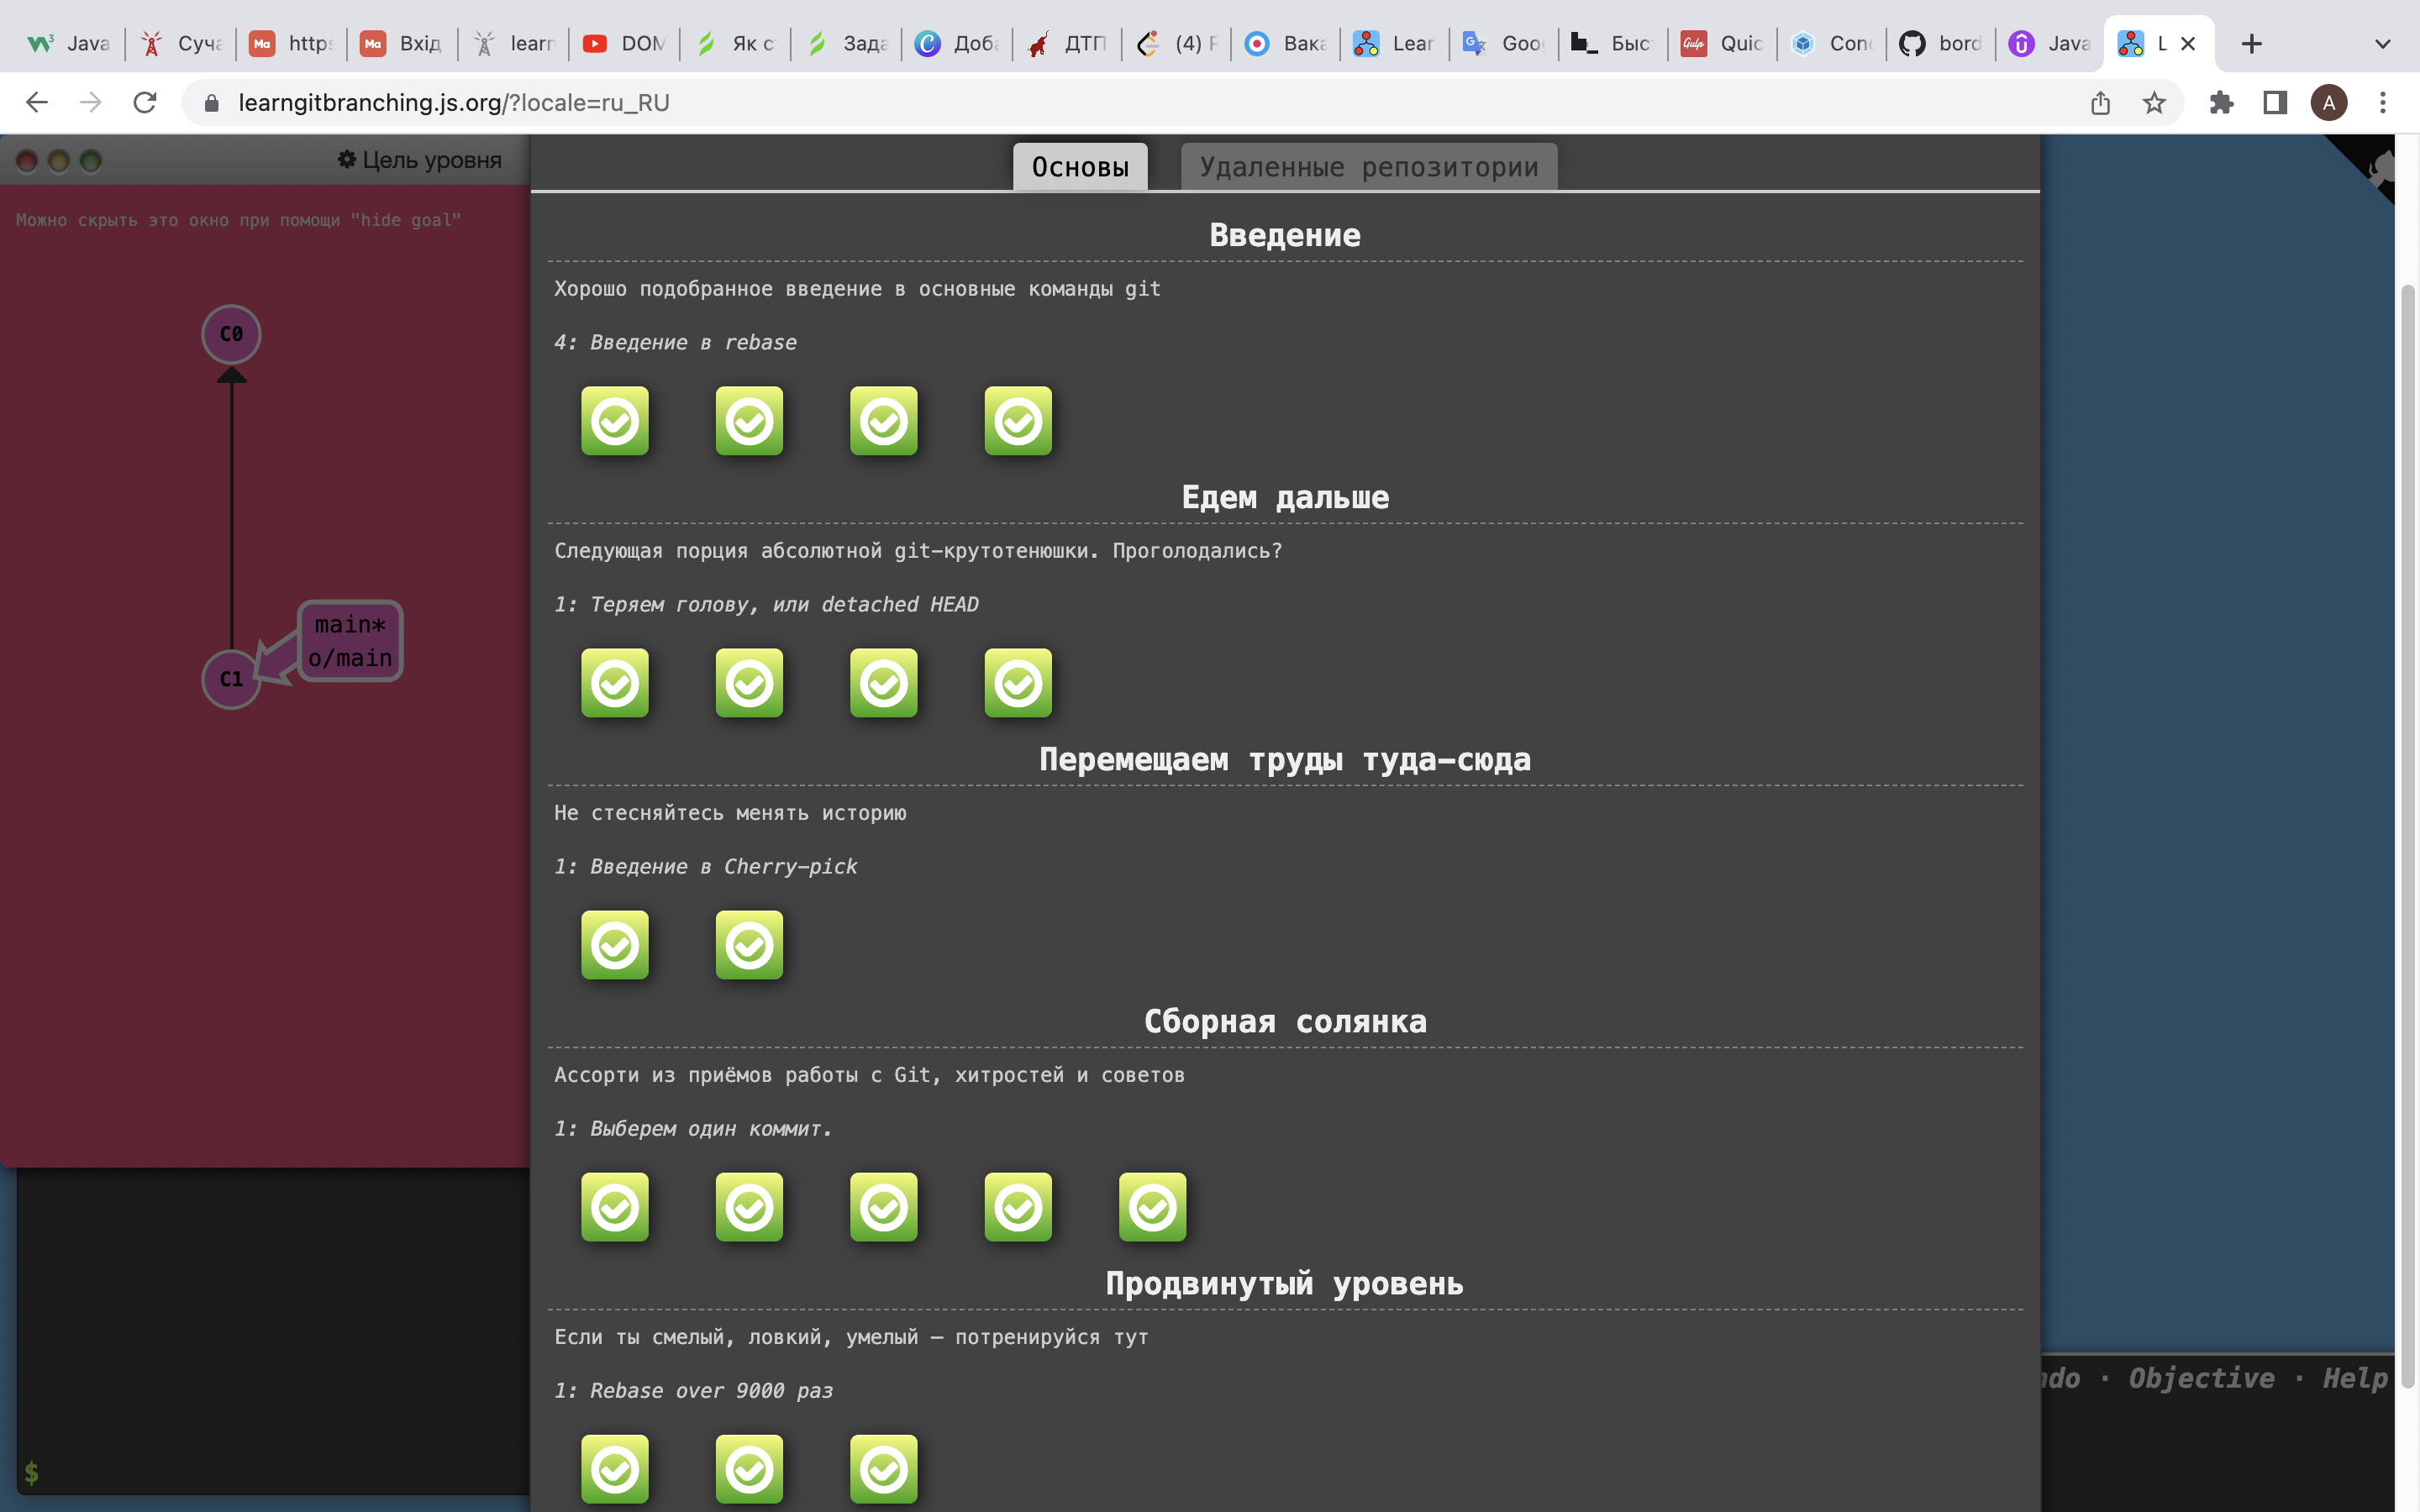 Java
Суча
https
Вхід
learn
DOM
Як с
Зада
Доба
ДТП
(4) F
Вака
Lear
Goog
Быст
Quic
Conc
bord
Java
L
learngitbranching.js.org/?locale=ru_RU
A
Цель уровня
Можно скрыть это окно при помощи "hide goal"
C0
main*
o/main
C1
$
Основы
Удаленные репозитории
Введение
Хорошо подобранное введение в основные команды git
4: Введение в rebase
Едем дальше
Следующая порция абсолютной git-крутотенюшки. Проголодались?
1: Теряем голову, или detached HEAD
Перемещаем труды туда-сюда
Не стесняйтесь менять историю
1: Введение в Cherry-pick
Сборная солянка
Ассорти из приёмов работы с Git, хитростей и советов
1: Выберем один коммит.
Продвинутый уровень
Если ты смелый, ловкий, умелый – потренируйся тут
1: Rebase over 9000 раз
ndo · Objective · Help